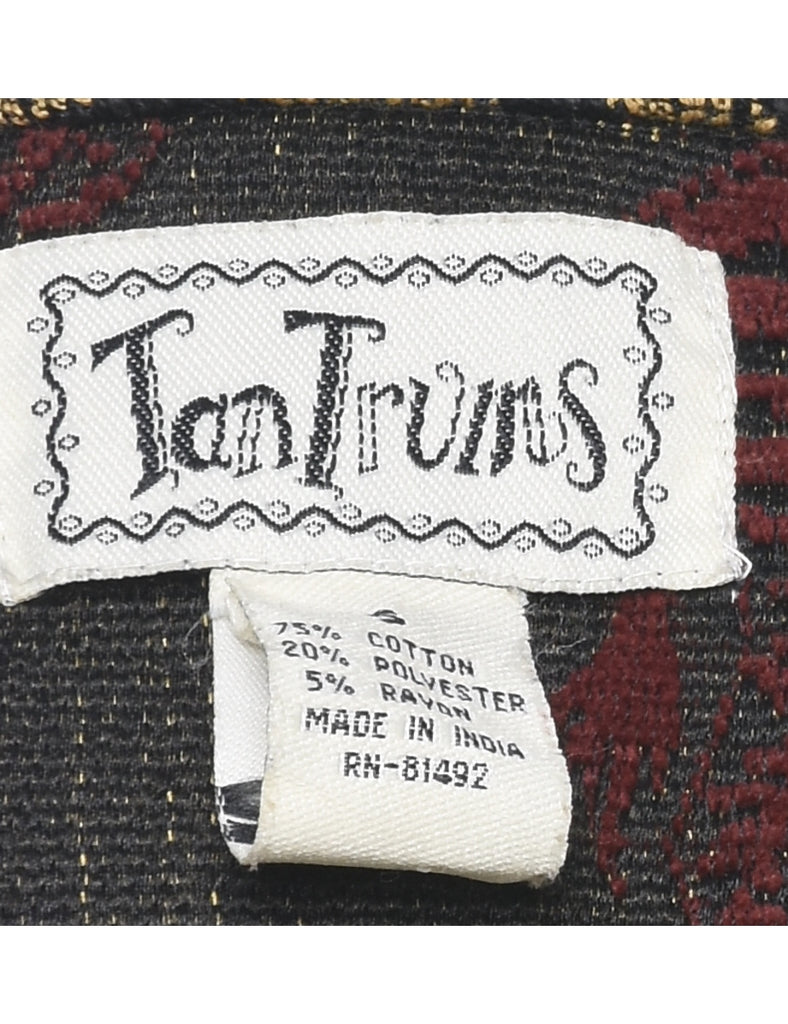 TanTrums
S
75% COTTON
20% POLYESTER
5% RAYON
MADE IN INDIA
RN-81492